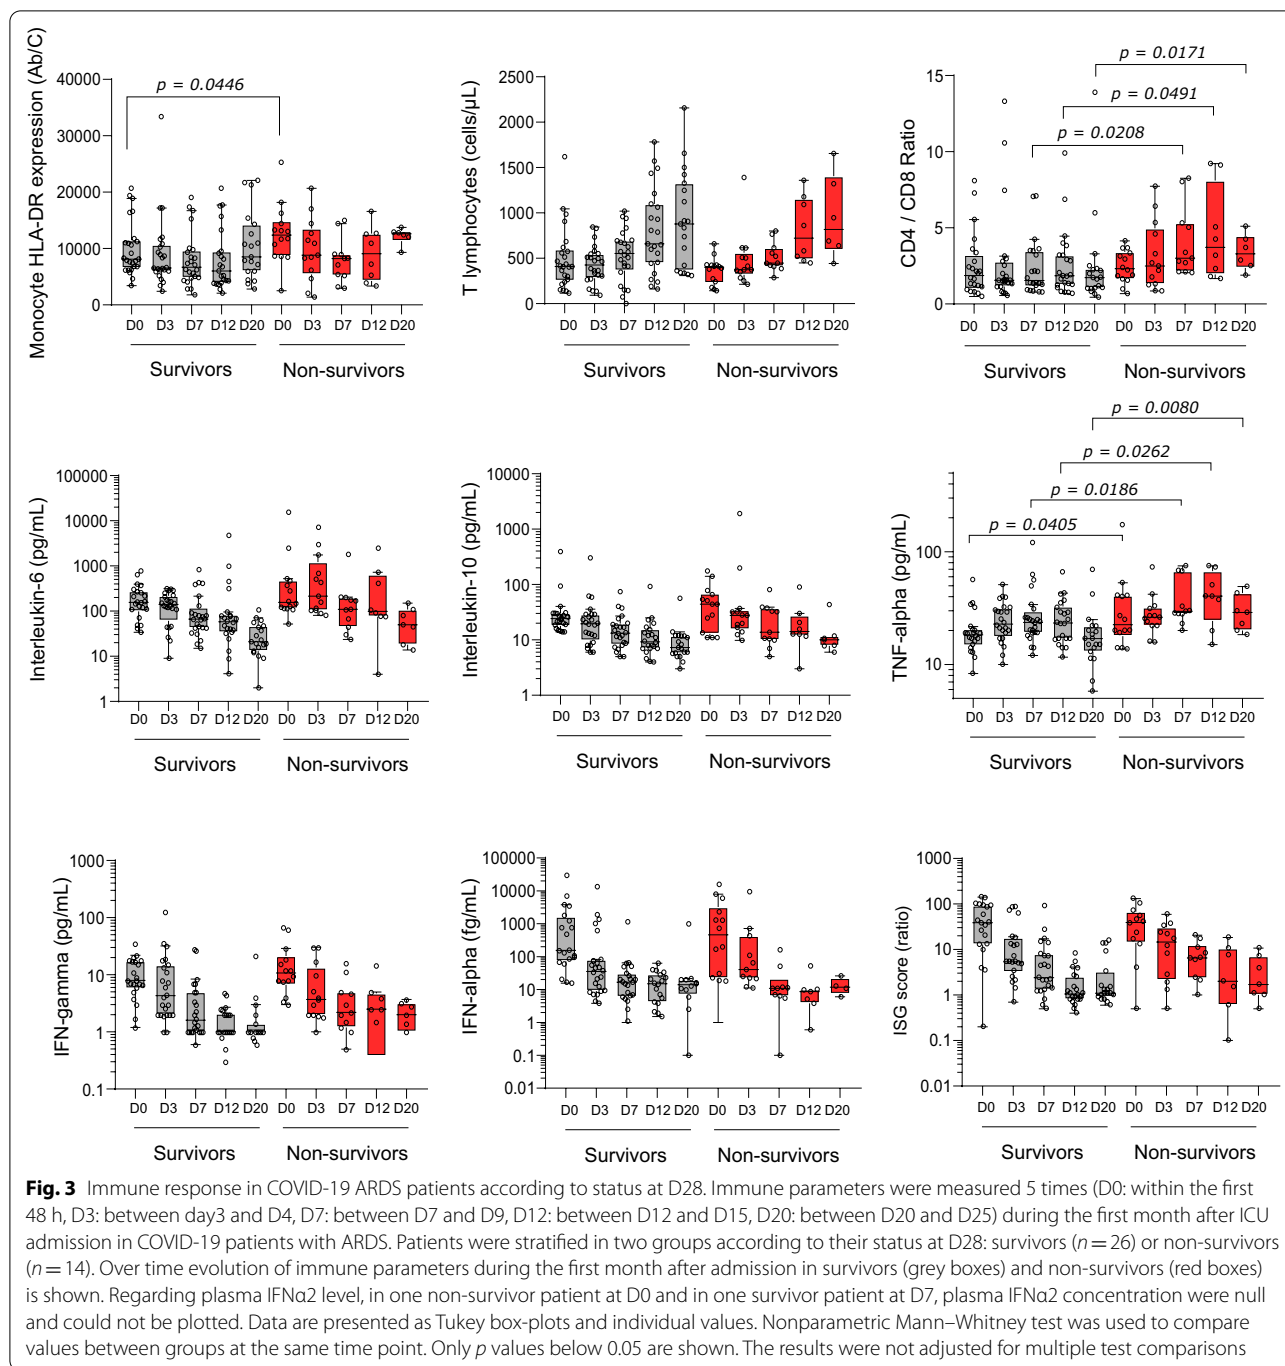 Monocyte HLA-DR expression (Ab/C)
40000
30000
20000
10000
0
p = 0.0446
D0 D3 D7 D12 D20 D0 D3 D7 D12 D20
Survivors Non-survivors
T lymphocytes (cells/µL)
2500
2000
1500
1000
500
0
D0 D3 D7 D12 D20 D0 D3 D7 D12 D20
Survivors Non-survivors
CD4 / CD8 Ratio
15
10
5
0
p = 0.0171
p = 0.0491
p = 0.0208
D0 D3 D7 D12 D20 D0 D3 D7 D12 D20
Survivors Non-survivors
Interleukin-6 (pg/mL)
100000
10000
1000
100
10
1
D0 D3 D7 D12 D20 D0 D3 D7 D12 D20
Survivors Non-survivors
Interleukin-10 (pg/mL)
10000
1000
100
10
1
D0 D3 D7 D12 D20 D0 D3 D7 D12 D20
Survivors Non-survivors
TNF-alpha (pg/mL)
100
10
p = 0.0080
p = 0.0262
p = 0.0186
p = 0.0405
D0 D3 D7 D12 D20 D0 D3 D7 D12 D20
Survivors Non-survivors
IFN-gamma (pg/mL)
1000
100
10
1
0.1
D0 D3 D7 D12 D20 D0 D3 D7 D12 D20
Survivors Non-survivors
IFN-alpha (fg/mL)
100000
10000
1000
100
10
1
0.1
0.01
D0 D3 D7 D12 D20 D0 D3 D7 D12 D20
Survivors Non-survivors
ISG score (ratio)
1000
100
10
1
0.1
0.01
D0 D3 D7 D12 D20 D0 D3 D7 D12 D20
Survivors Non-survivors
Fig. 3 Immune response in COVID-19 ARDS patients according to status at D28. Immune parameters were measured 5 times (D0: within the first
48 h, D3: between day3 and D4, D7: between D7 and D9, D12: between D12 and D15, D20: between D20 and D25) during the first month after ICU
admission in COVID-19 patients with ARDS. Patients were stratified in two groups according to their status at D28: survivors (n = 26) or non-survivors
(n = 14). Over time evolution of immune parameters during the first month after admission in survivors (grey boxes) and non-survivors (red boxes)
is shown. Regarding plasma IFNα2 level, in one non-survivor patient at D0 and in one survivor patient at D7, plasma IFNα2 concentration were null
and could not be plotted. Data are presented as Tukey box-plots and individual values. Nonparametric Mann–Whitney test was used to compare
values between groups at the same time point. Only p values below 0.05 are shown. The results were not adjusted for multiple test comparisons